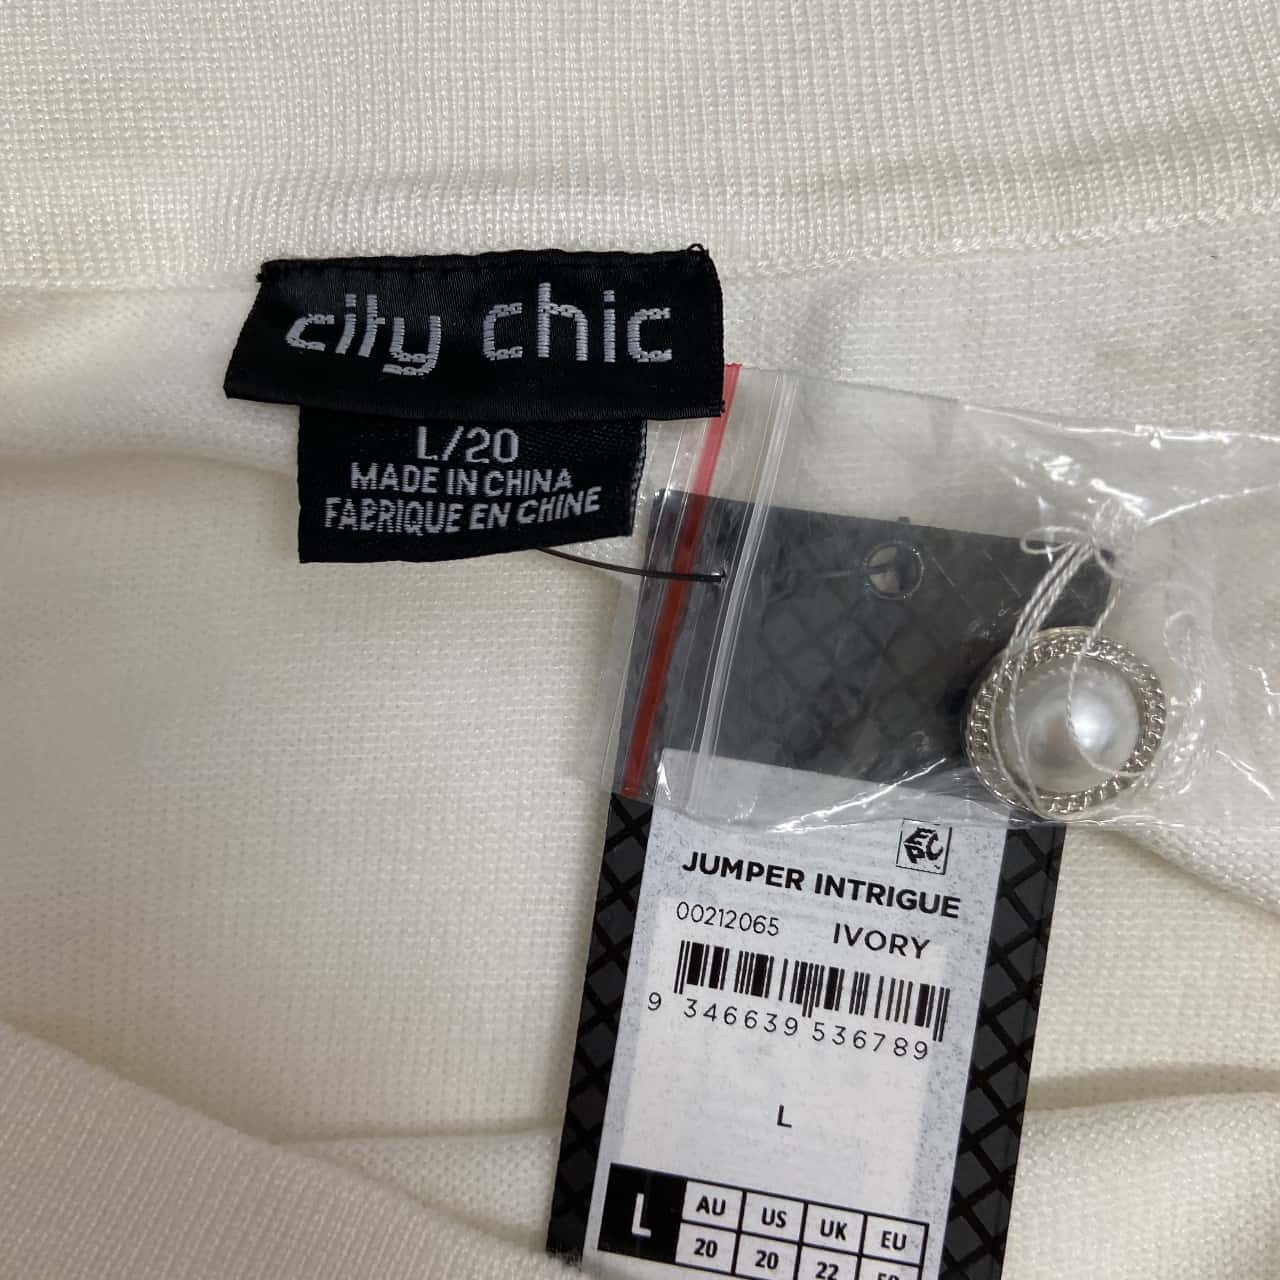 city chic
L/20
MADE IN CHINA
FABRIQUE EN CHINE
JUMPER INTRIGUE
00212065 IVORY
9 346639 536789
L
L AU US UK EU
20 20 22